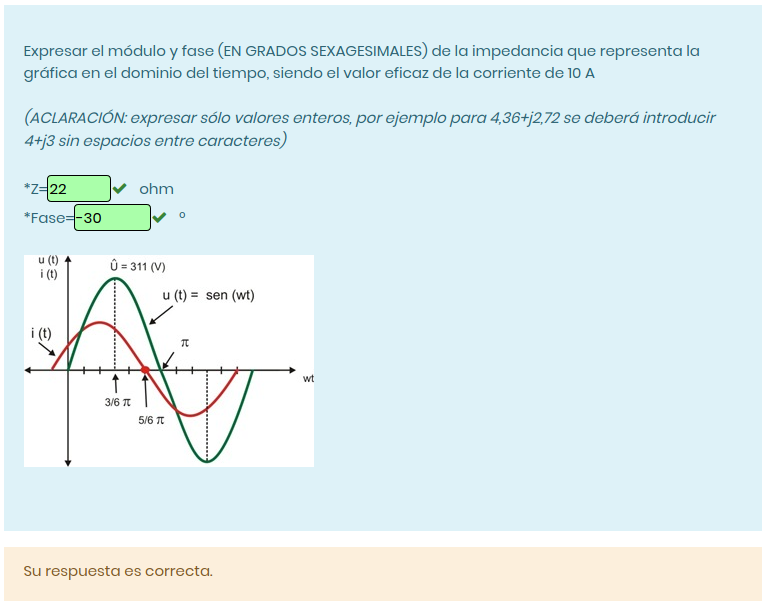 Expresar el módulo y fase (EN GRADOS SEXAGESIMALES) de la impedancia que representa la
gráfica en el dominio del tiempo, siendo el valor eficaz de la corriente de 10 A
(ACLARACIÓN: expresar sólo valores enteros, por ejemplo para 4,36+j2,72 se deberá introducir
4+j3 sin espacios entre caracteres)
*Z=22 ohm
*Fase=-30 º
u (t)
i (t)
Û = 311 (V)
u (t) = sen (wt)
i (t)
π
wt
3/6 π
5/6 π
Su respuesta es correcta.